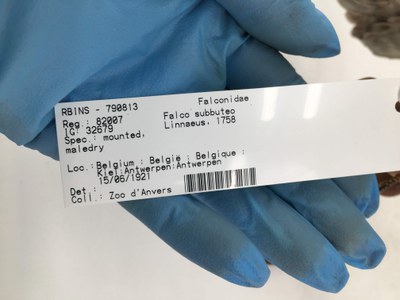 RBINS - 790813
Falconidae
Reg.: 82007
Falco subbuteo
IG: 32679
Linnaeus, 1758
Spec.: mounted,
maledry
Loc.: Belgium : België : Belgique :
Kiel:Antwerpen:Antwerpen
15/06/1921
Det :
Coll.: Zoo d'Anvers